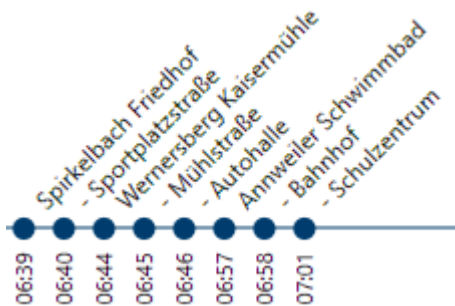 Spirkelbach Friedhof
- Sportplatzstraße
Wernersberg Kaisermühle
- Mühlstraße
- Autohalle
Annweiler Schwimmbad
- Bahnhof
- Schulzentrum
06:39
06:40
06:44
06:45
06:46
06:57
06:58
07:01